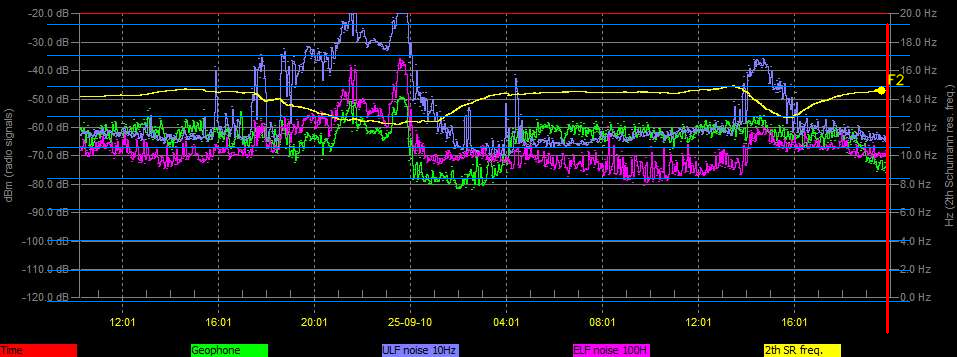 -20.0 dB
-30.0 dB
-40.0 dB
-50.0 dB
-60.0 dB
-70.0 dB
-80.0 dB
-90.0 dB
-100.0 dB
-110.0 dB
-120.0 dB
dBm (radio signals)
20.0 Hz
18.0 Hz
16.0 Hz
14.0 Hz
12.0 Hz
10.0 Hz
8.0 Hz
6.0 Hz
4.0 Hz
2.0 Hz
0.0 Hz
Hz (2th Schumann res. freq.)
F2
12:01 16:01 20:01 25-09-10 04:01 08:01 12:01 16:01
Time Geophone ULF noise 10Hz ELF noise 100H 2th SR freq.